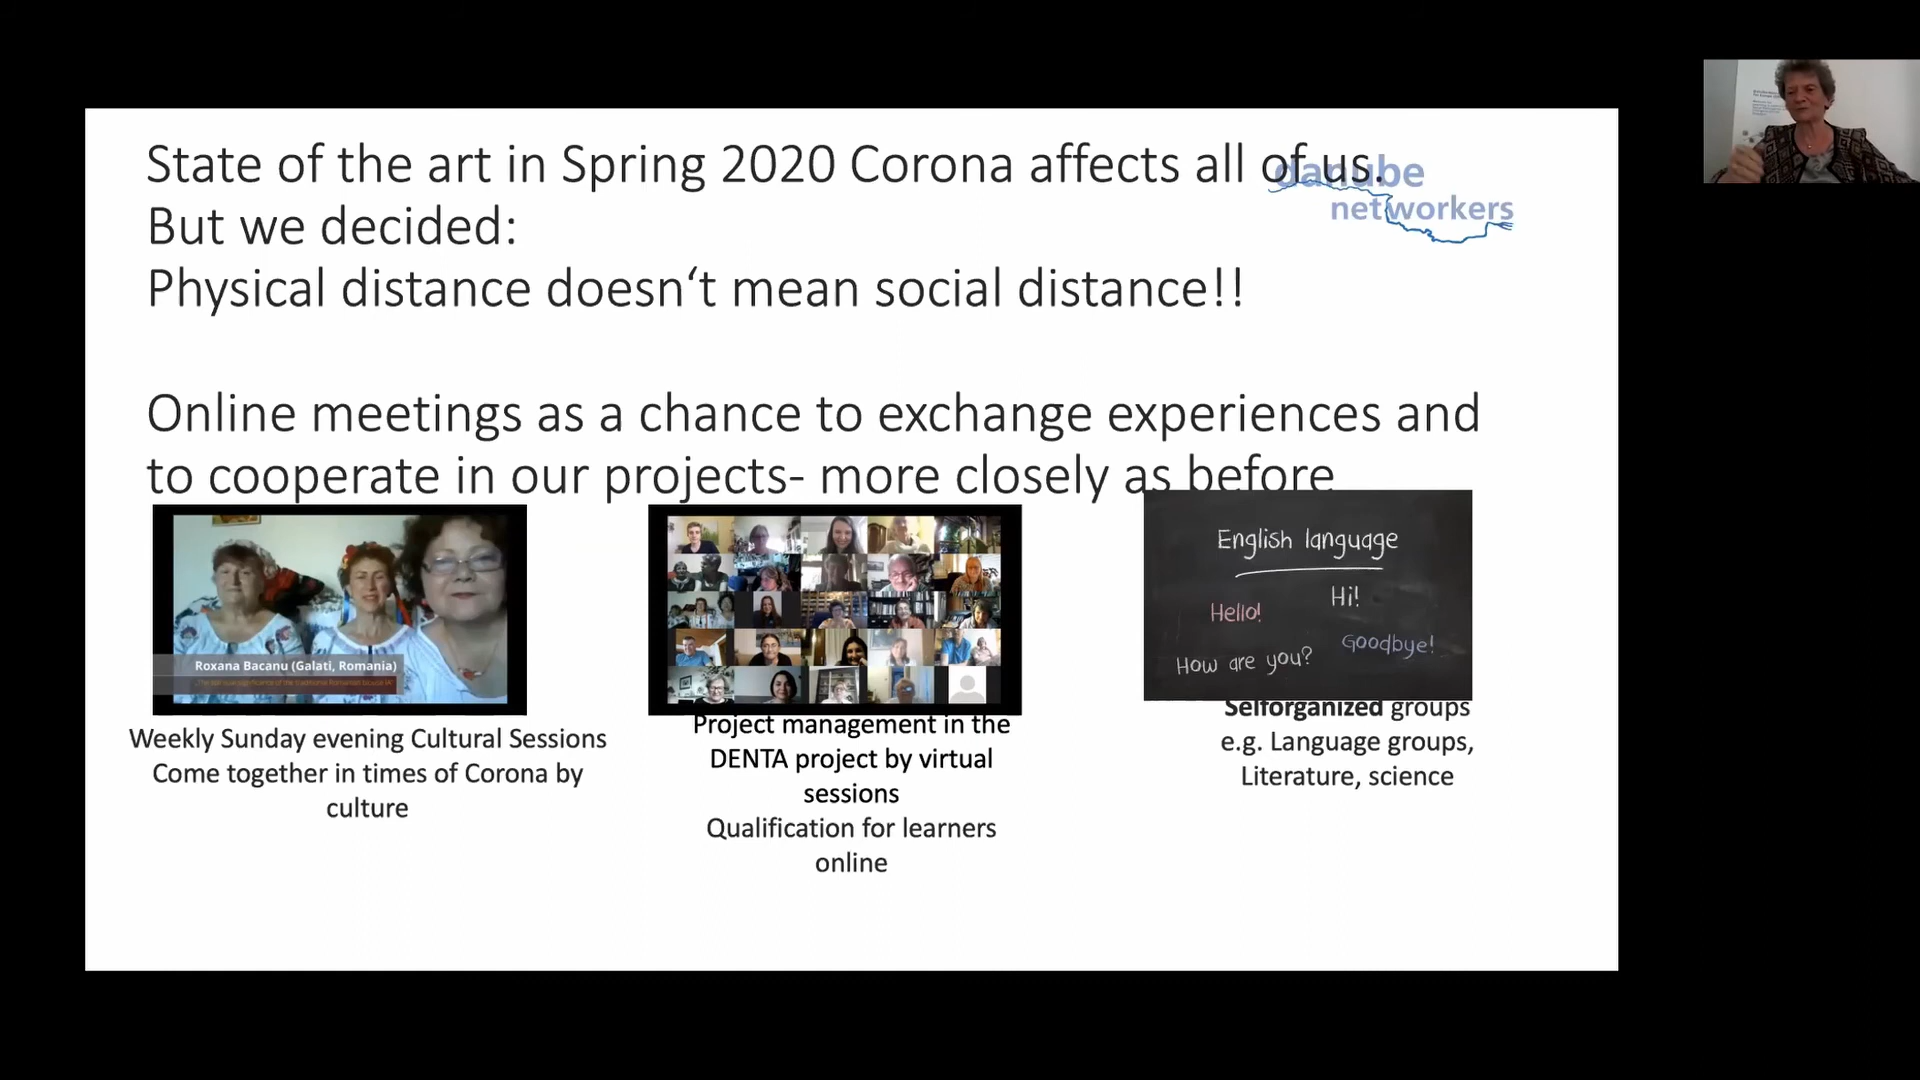 State of the art in Spring 2020 Corona affects all of us.
But we decided:
Physical distance doesn‘t mean social distance!!
danube
networkers
Online meetings as a chance to exchange experiences and
to cooperate in our projects- more closely as before
Roxana Bacanu (Galati, Romania)
Weekly Sunday evening Cultural Sessions
Come together in times of Corona by
culture
Project management in the
DENTA project by virtual
sessions
Qualification for learners
online
English language
Hello!
Hi!
How are you?
Goodbye!
Selforganized groups
e.g. Language groups,
Literature, science